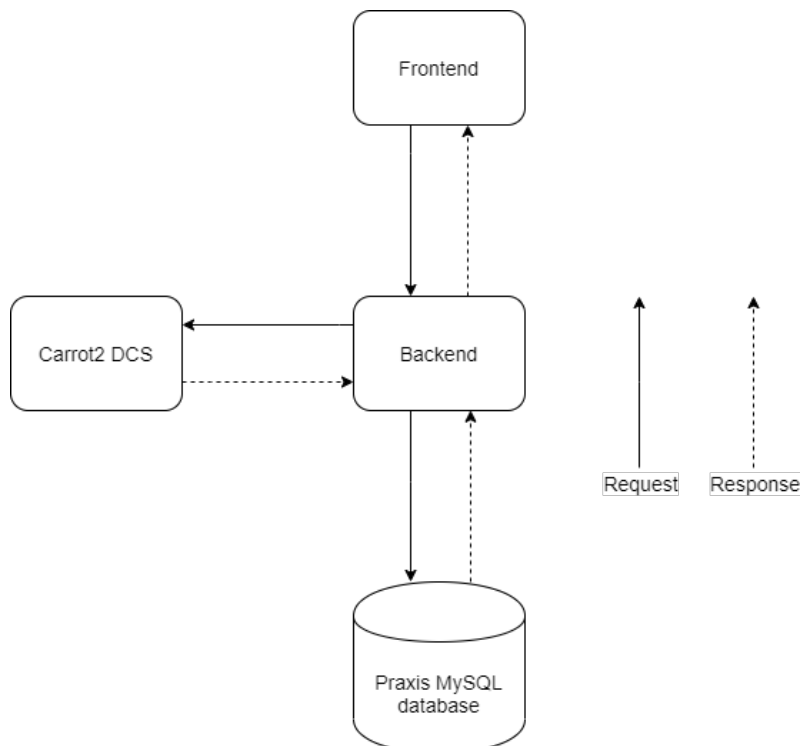 Frontend
Carrot2 DCS
Backend
Request
Response
Praxis MySQL
database